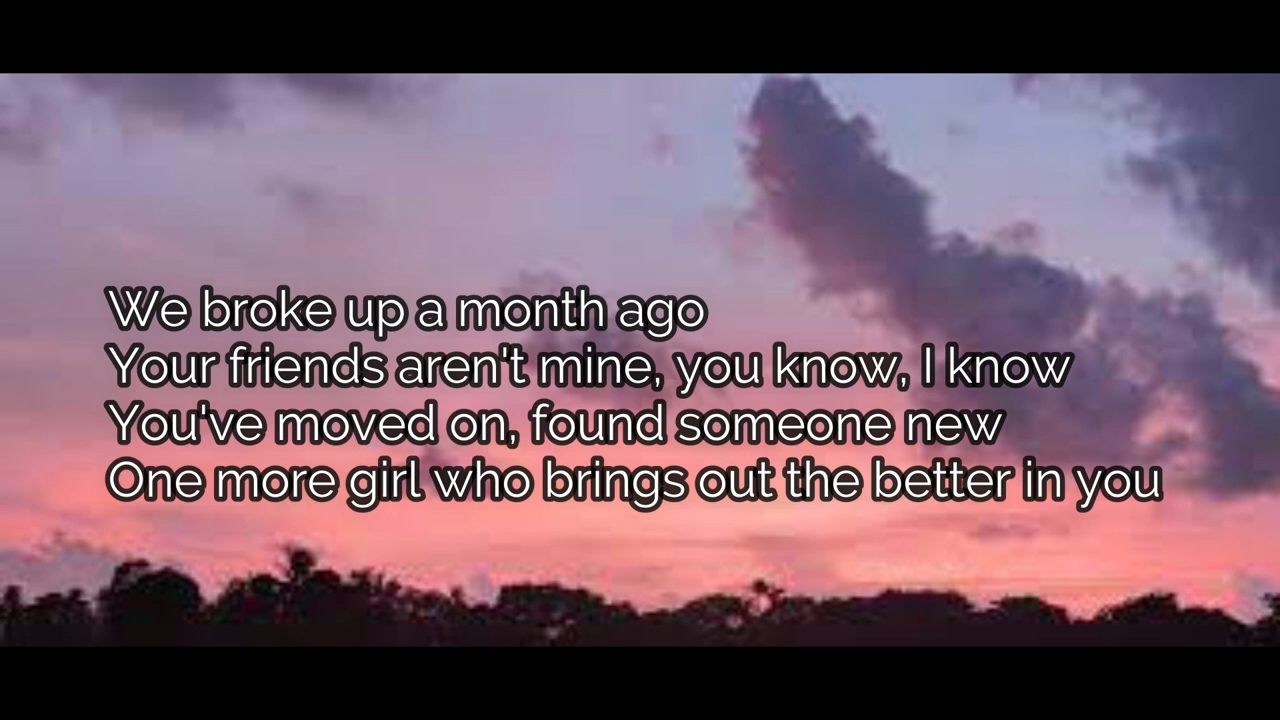 We broke up a month ago
Your friends aren't mine, you know, I know
You've moved on, found someone new
One more girl who brings out the better in you